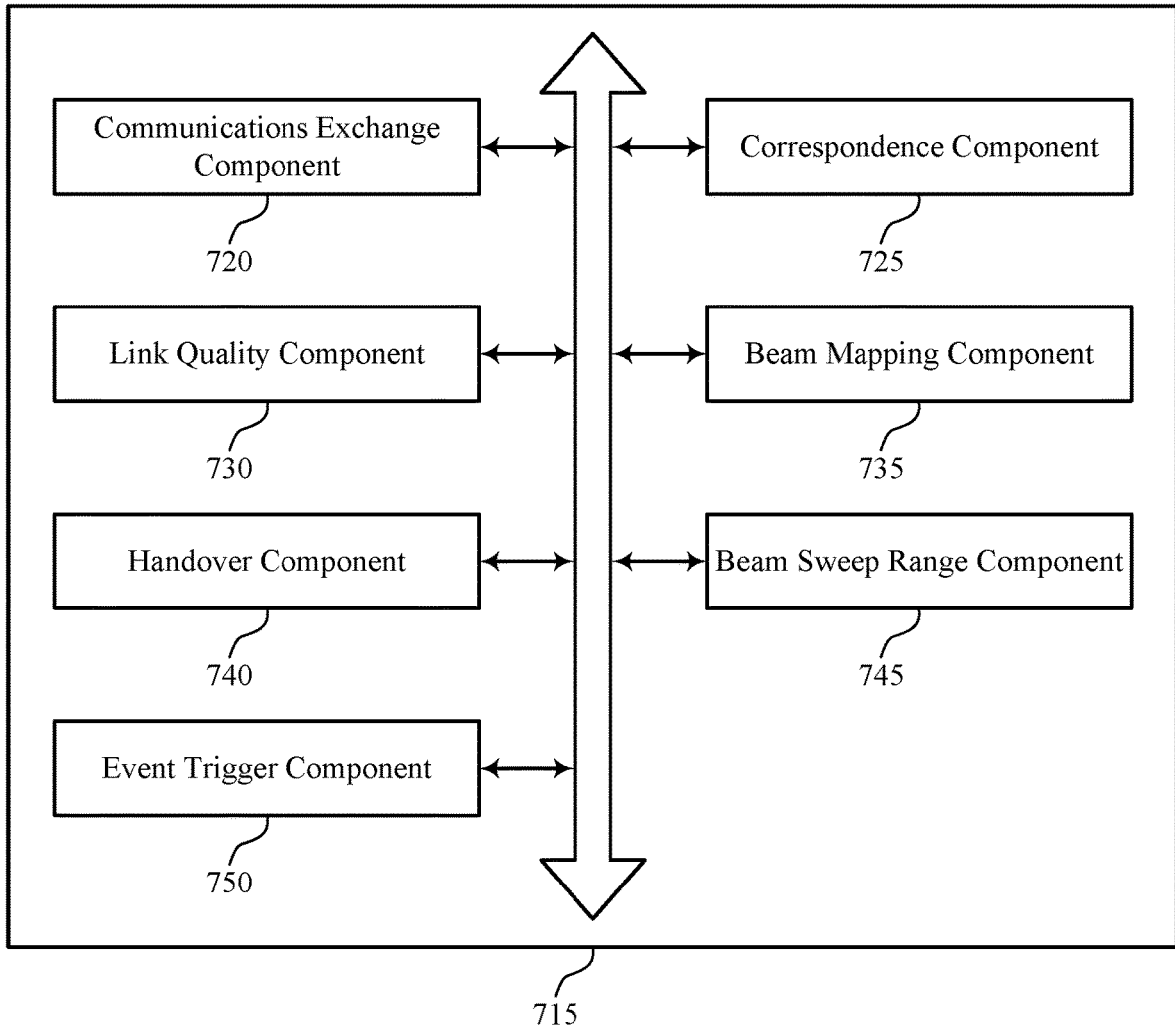 Communications Exchange
Component
720
Correspondence Component
725
Link Quality Component
730
Beam Mapping Component
735
Handover Component
740
Beam Sweep Range Component
745
Event Trigger Component
750
715